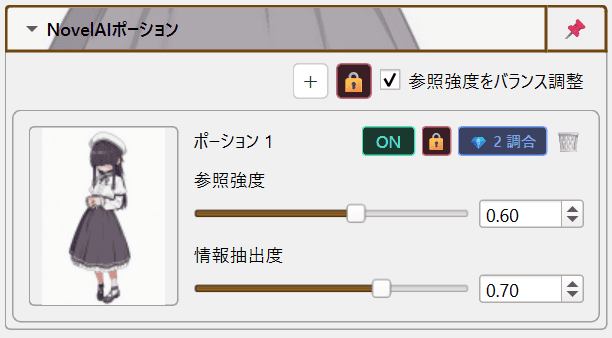 NovelAIポーション
+
参照強度をバランス調整
ポーション 1
ON
2 調合
参照強度
0.60
情報抽出度
0.70